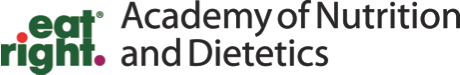 eat®
right.
Academy of Nutrition
and Dietetics